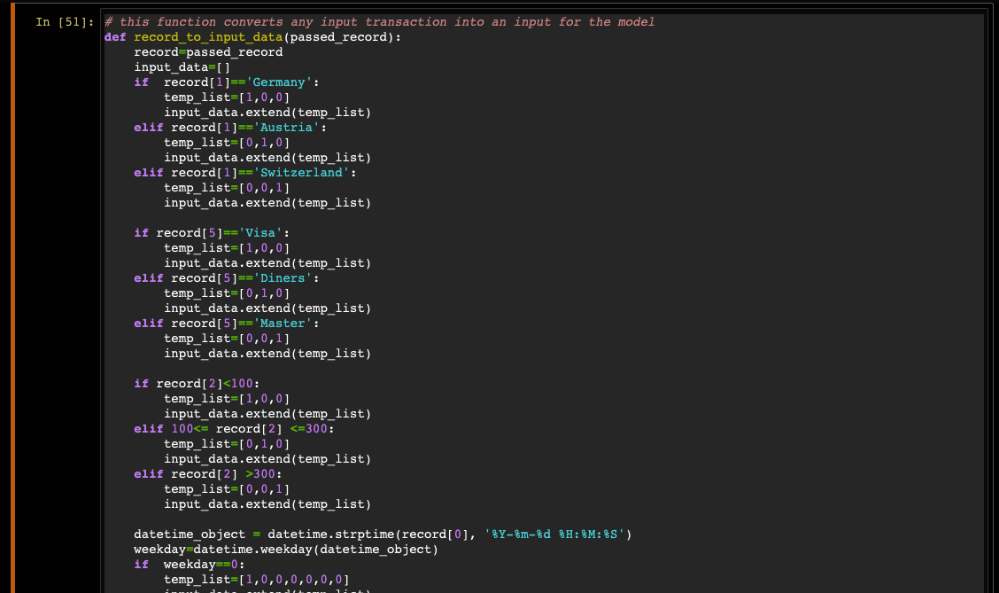 In [51]: # this function converts any input transaction into an input for the model
def record_to_input_data(passed_record):
    record=passed_record
    input_data=[]
    if  record[1]=='Germany':
        temp_list=[1,0,0]
        input_data.extend(temp_list)
    elif record[1]=='Austria':
        temp_list=[0,1,0]
        input_data.extend(temp_list)
    elif record[1]=='Switzerland':
        temp_list=[0,0,1]
        input_data.extend(temp_list)

    if record[5]=='Visa':
        temp_list=[1,0,0]
        input_data.extend(temp_list)
    elif record[5]=='Diners':
        temp_list=[0,1,0]
        input_data.extend(temp_list)
    elif record[5]=='Master':
        temp_list=[0,0,1]
        input_data.extend(temp_list)

    if record[2]<100:
        temp_list=[1,0,0]
        input_data.extend(temp_list)
    elif 100<= record[2] <=300:
        temp_list=[0,1,0]
        input_data.extend(temp_list)
    elif record[2] >300:
        temp_list=[0,0,1]
        input_data.extend(temp_list)

    datetime_object = datetime.strptime(record[0], '%Y-%m-%d %H:%M:%S')
    weekday=datetime.weekday(datetime_object)
    if  weekday==0:
        temp_list=[1,0,0,0,0,0,0]
        input_data.extend(temp_list)